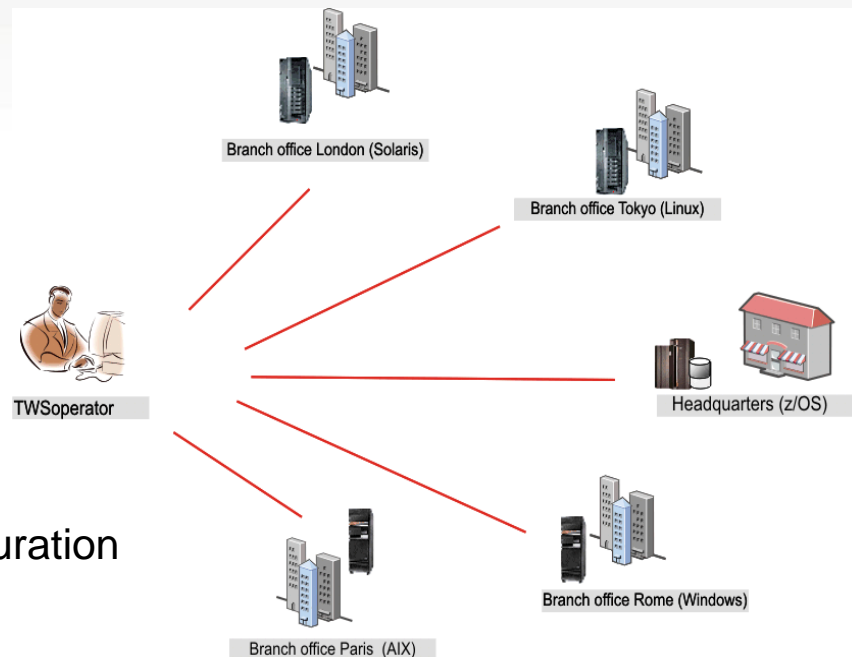 Branch office London (Solaris)
Branch office Tokyo (Linux)
TWSoperator
Headquarters (z/OS)
uration
Branch office Rome (Windows)
Branch office Paris (AIX)